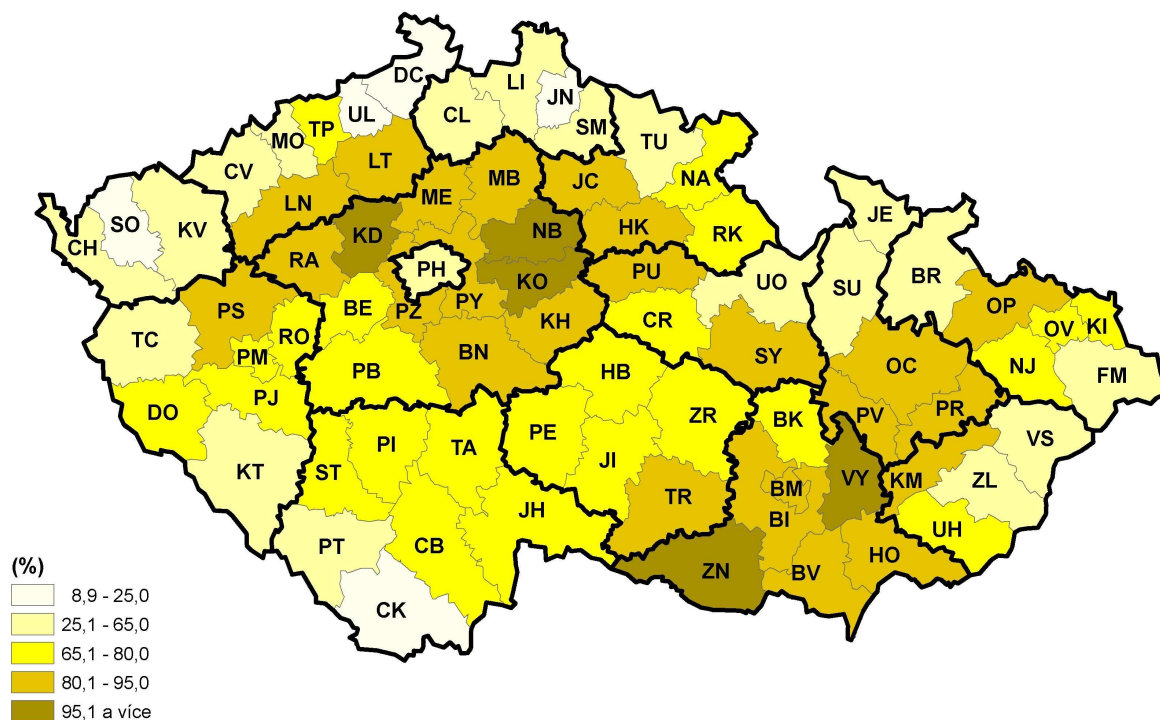 DC
LI
JN
UL
CL
SM
TP
MO
TU
CV
LT
MB
JC
NA
LN
ME
JE
SO
KV
CH
KD
NB
HK
RK
BR
RA
PH
KO
PU
UO
SU
OP
PS
BE
PZ
PY
KH
CR
OV
KI
TC
RO
PM
BN
SY
OC
NJ
FM
PB
HB
DO
PJ
ZR
BK
PV
PR
VS
KT
ST
PI
TA
PE
JI
VY
KM
ZL
TR
BM
BI
JH
UH
PT
CB
HO
ZN
BV
CK
(%)
8,9 - 25,0
25,1 - 65,0
65,1 - 80,0
80,1 - 95,0
95,1 a více